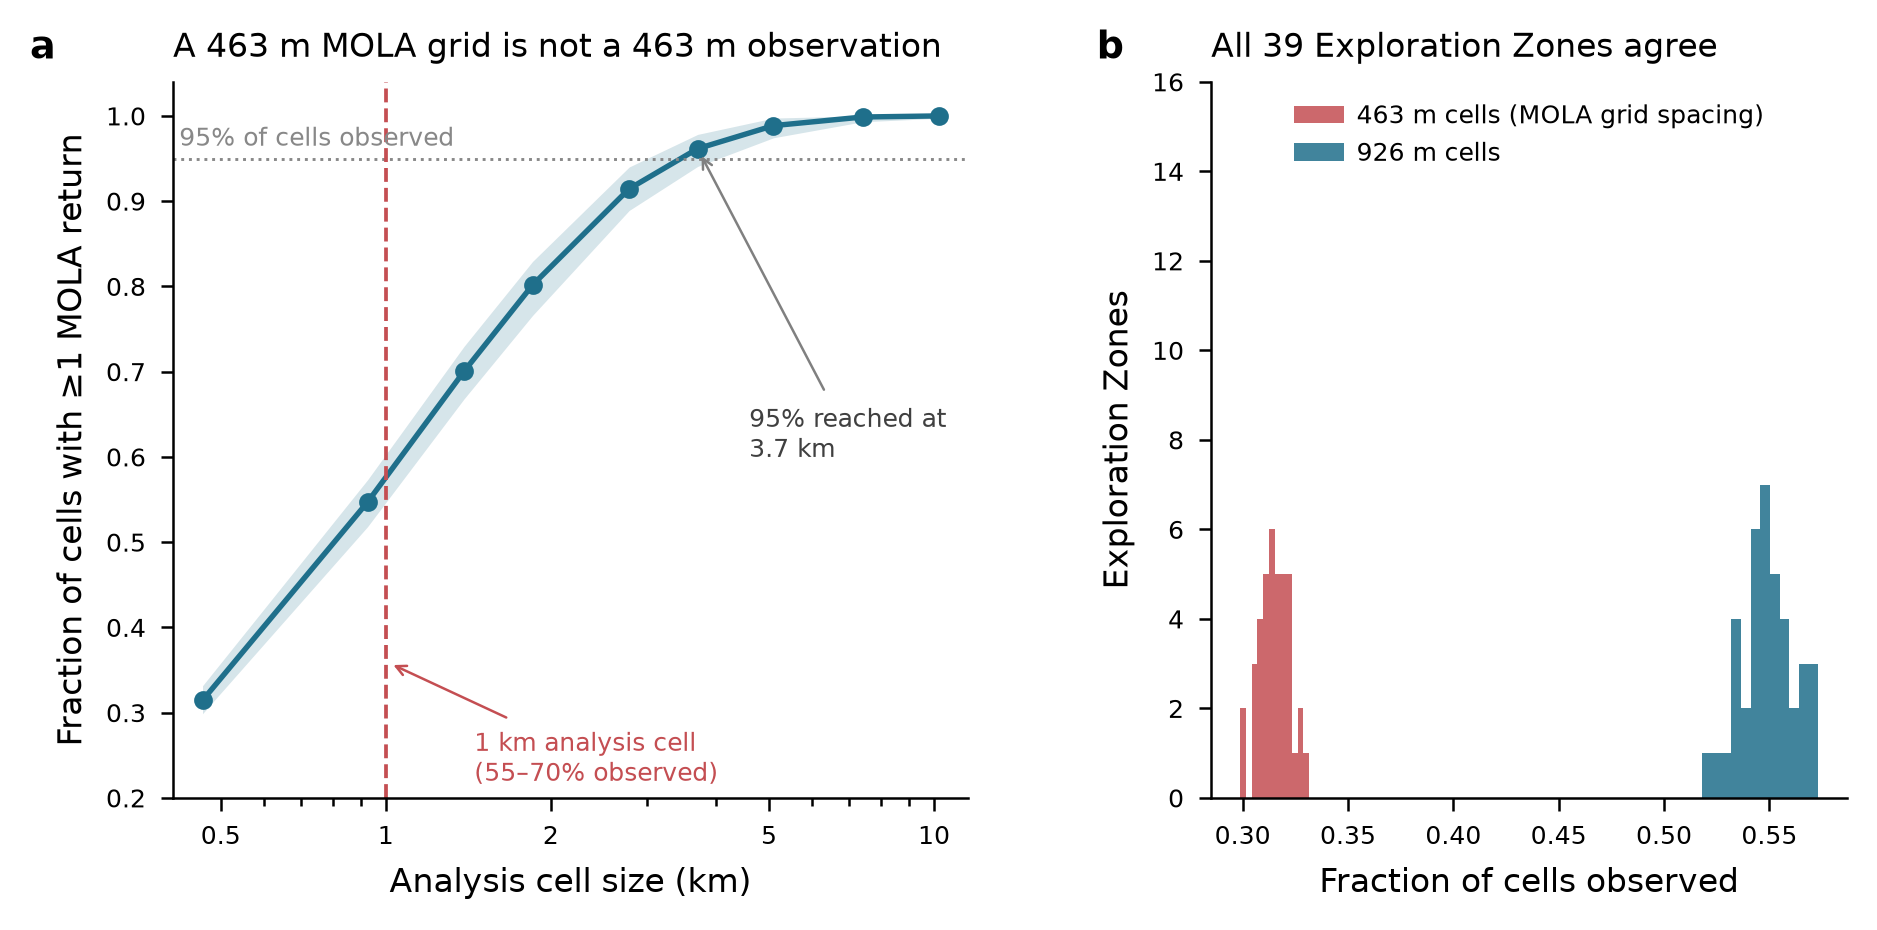 a
A 463 m MOLA grid is not a 463 m observation
Fraction of cells with ≥1 MOLA return
1.0
0.9
0.8
0.7
0.6
0.5
0.4
0.3
0.2
95% of cells observed
95% reached at
3.7 km
1 km analysis cell
(55–70% observed)
0.5
1
2
5
10
Analysis cell size (km)
b
All 39 Exploration Zones agree
Exploration Zones
16
14
12
10
8
6
4
2
0
463 m cells (MOLA grid spacing)
926 m cells
0.30
0.35
0.40
0.45
0.50
0.55
Fraction of cells observed